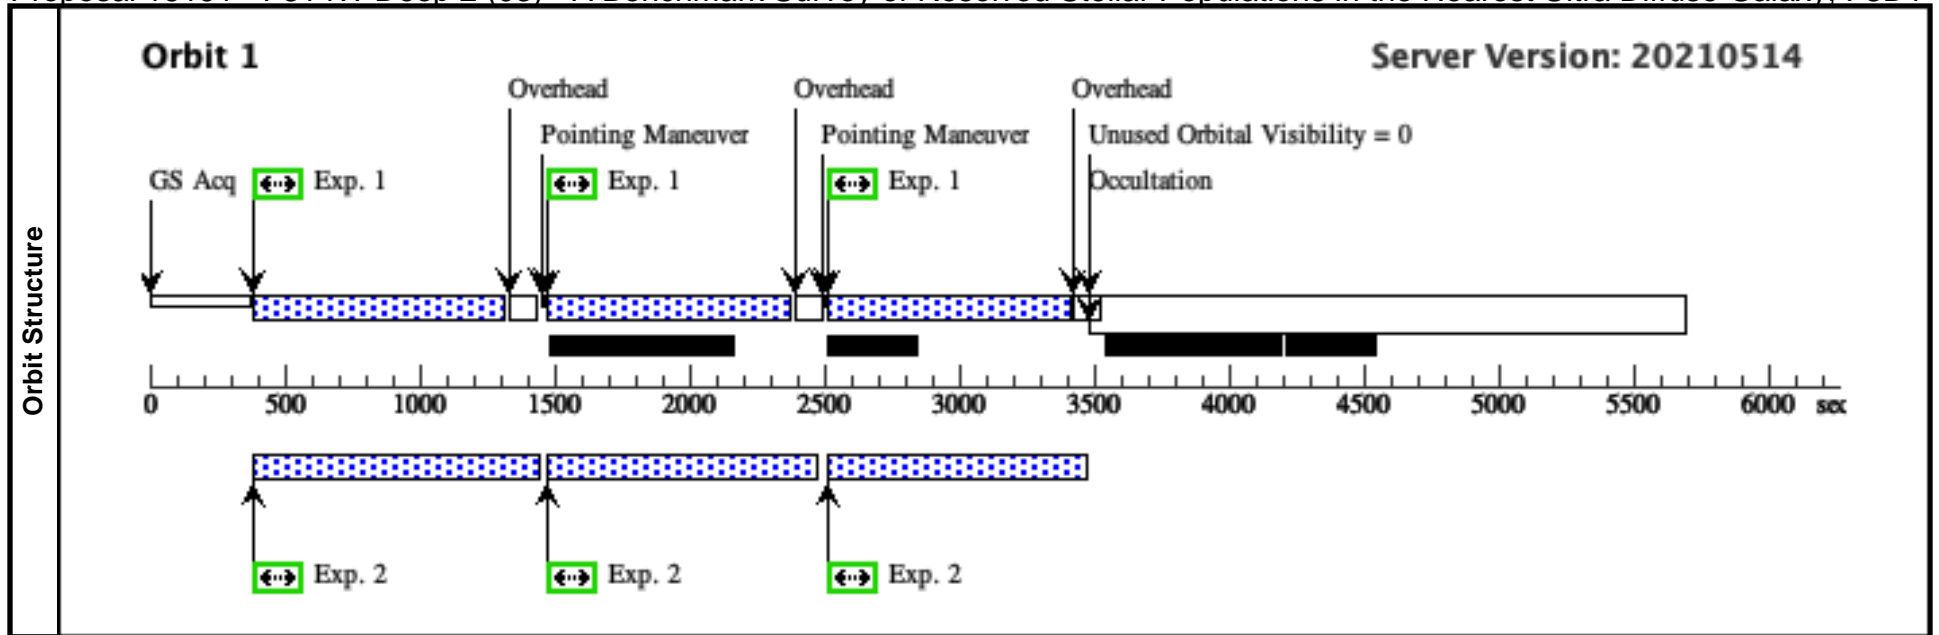 Orbit 1
Server Version: 20210514
Overhead Overhead Overhead
Pointing Maneuver Pointing Maneuver Unused Orbital Visibility = 0
GS Acq Exp. 1 Exp. 1 Exp. 1 Occultation
Orbit Structure
0 500 1000 1500 2000 2500 3000 3500 4000 4500 5000 5500 6000 sec
Exp. 2 Exp. 2 Exp. 2